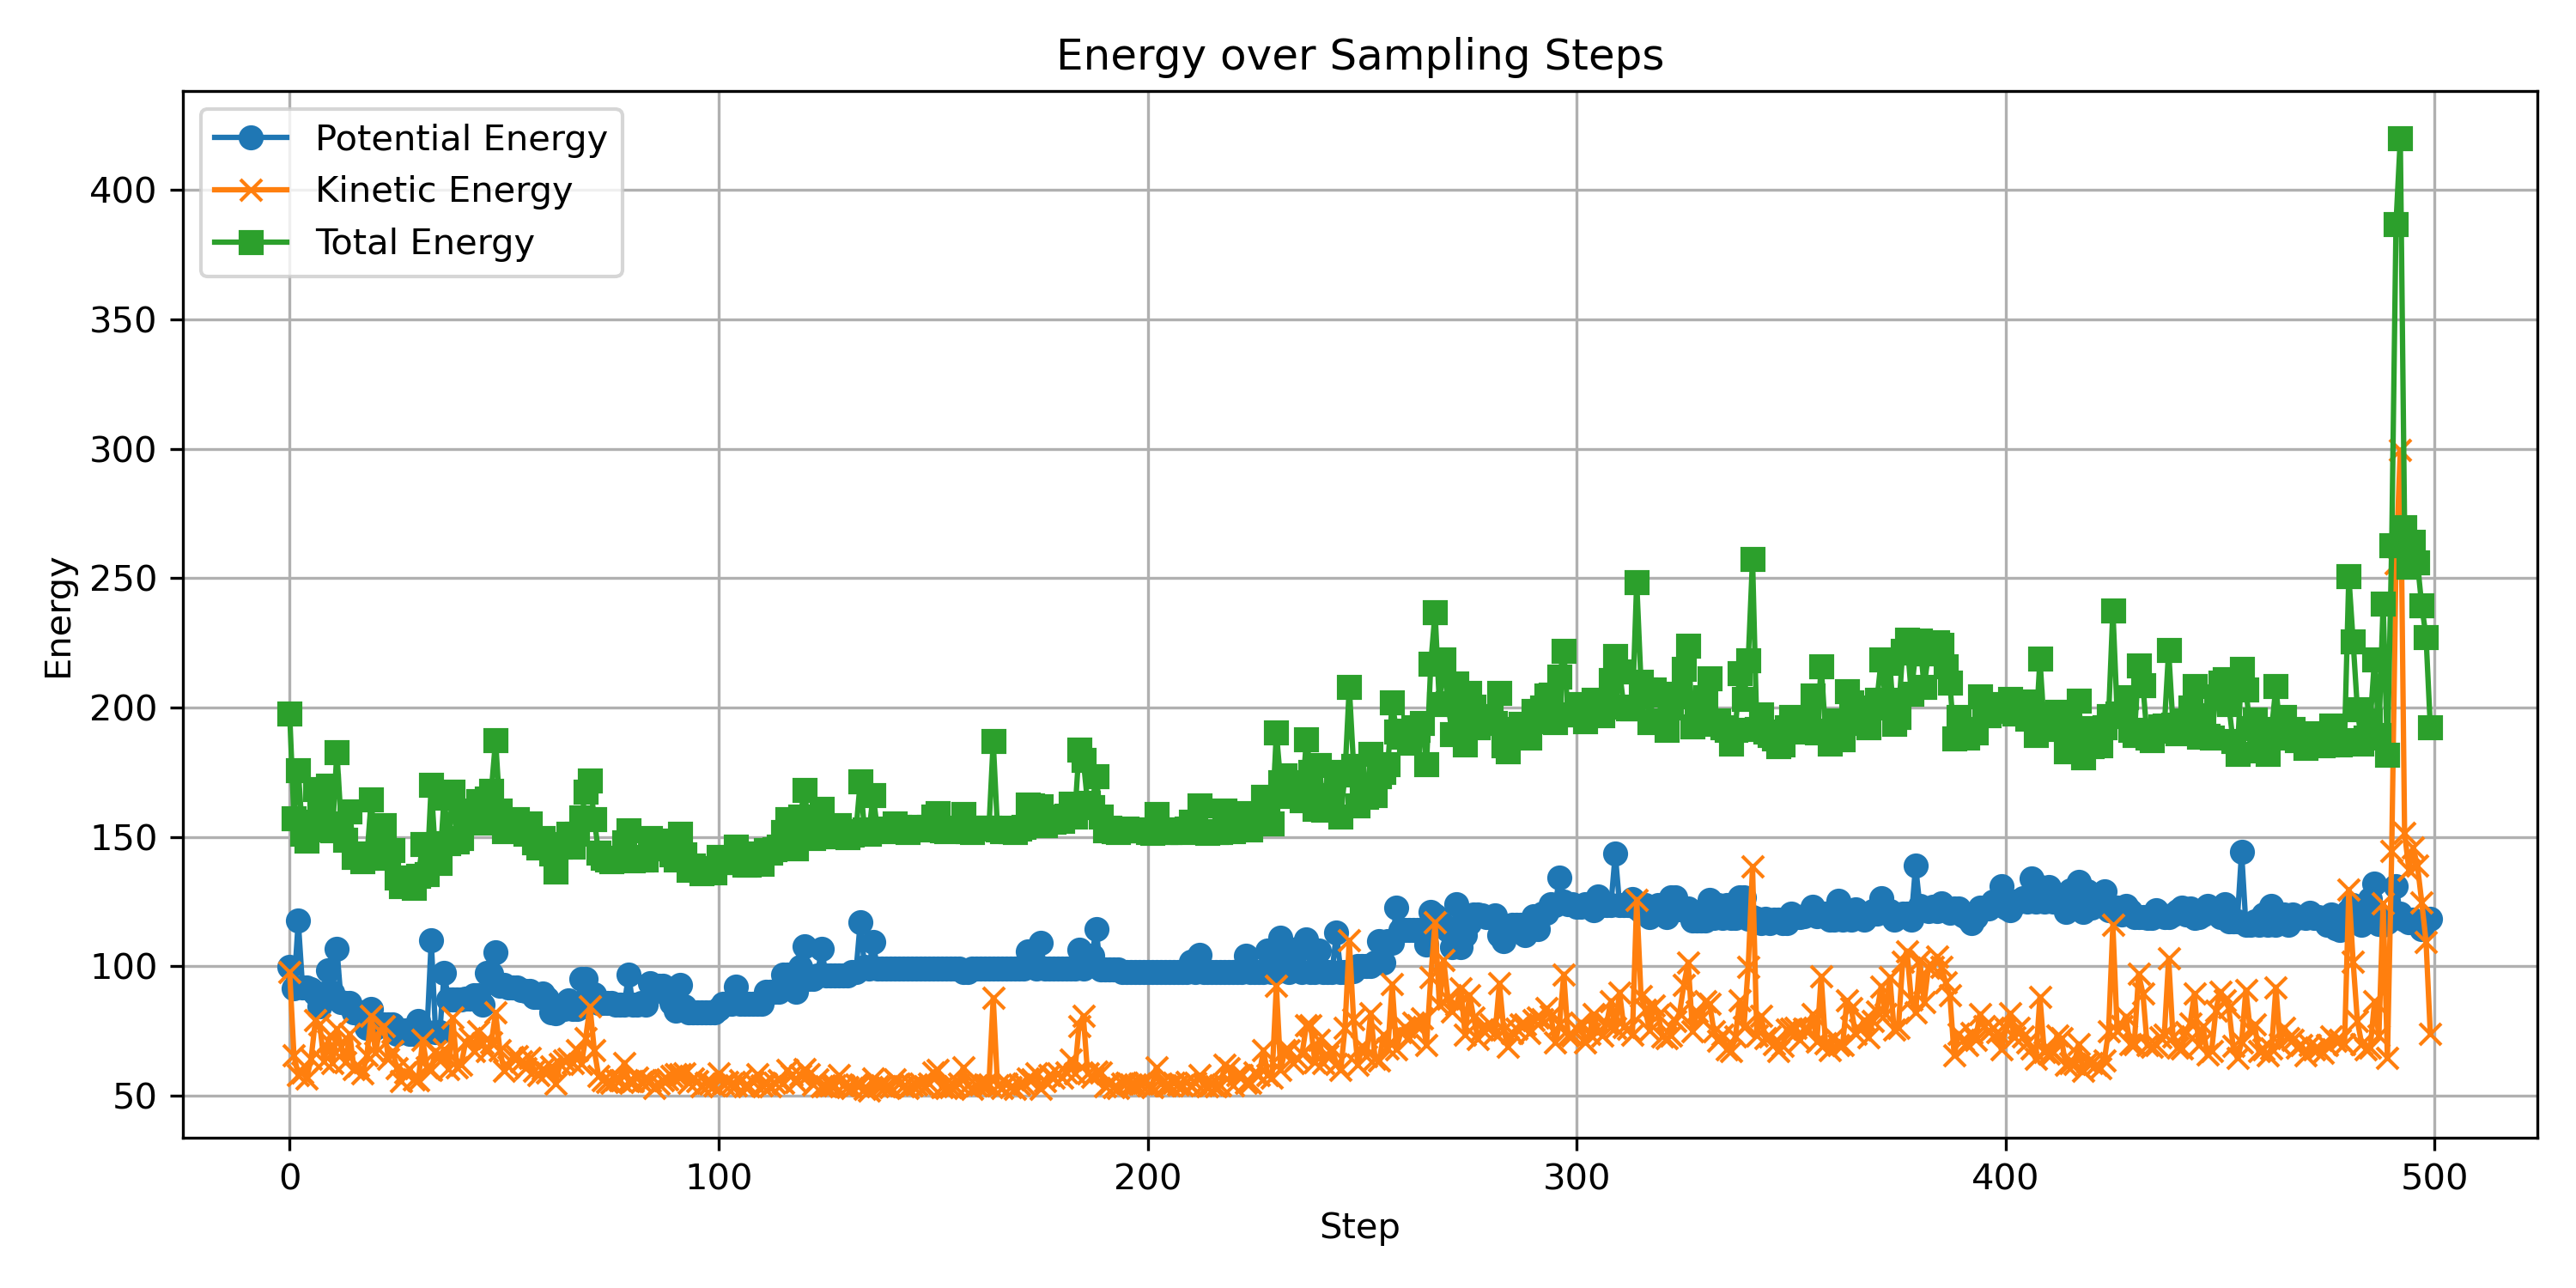 Energy over Sampling Steps
Potential Energy
Kinetic Energy
Total Energy
400
350
300
250
200
150
100
50
Energy
0 100 200 300 400 500
Step